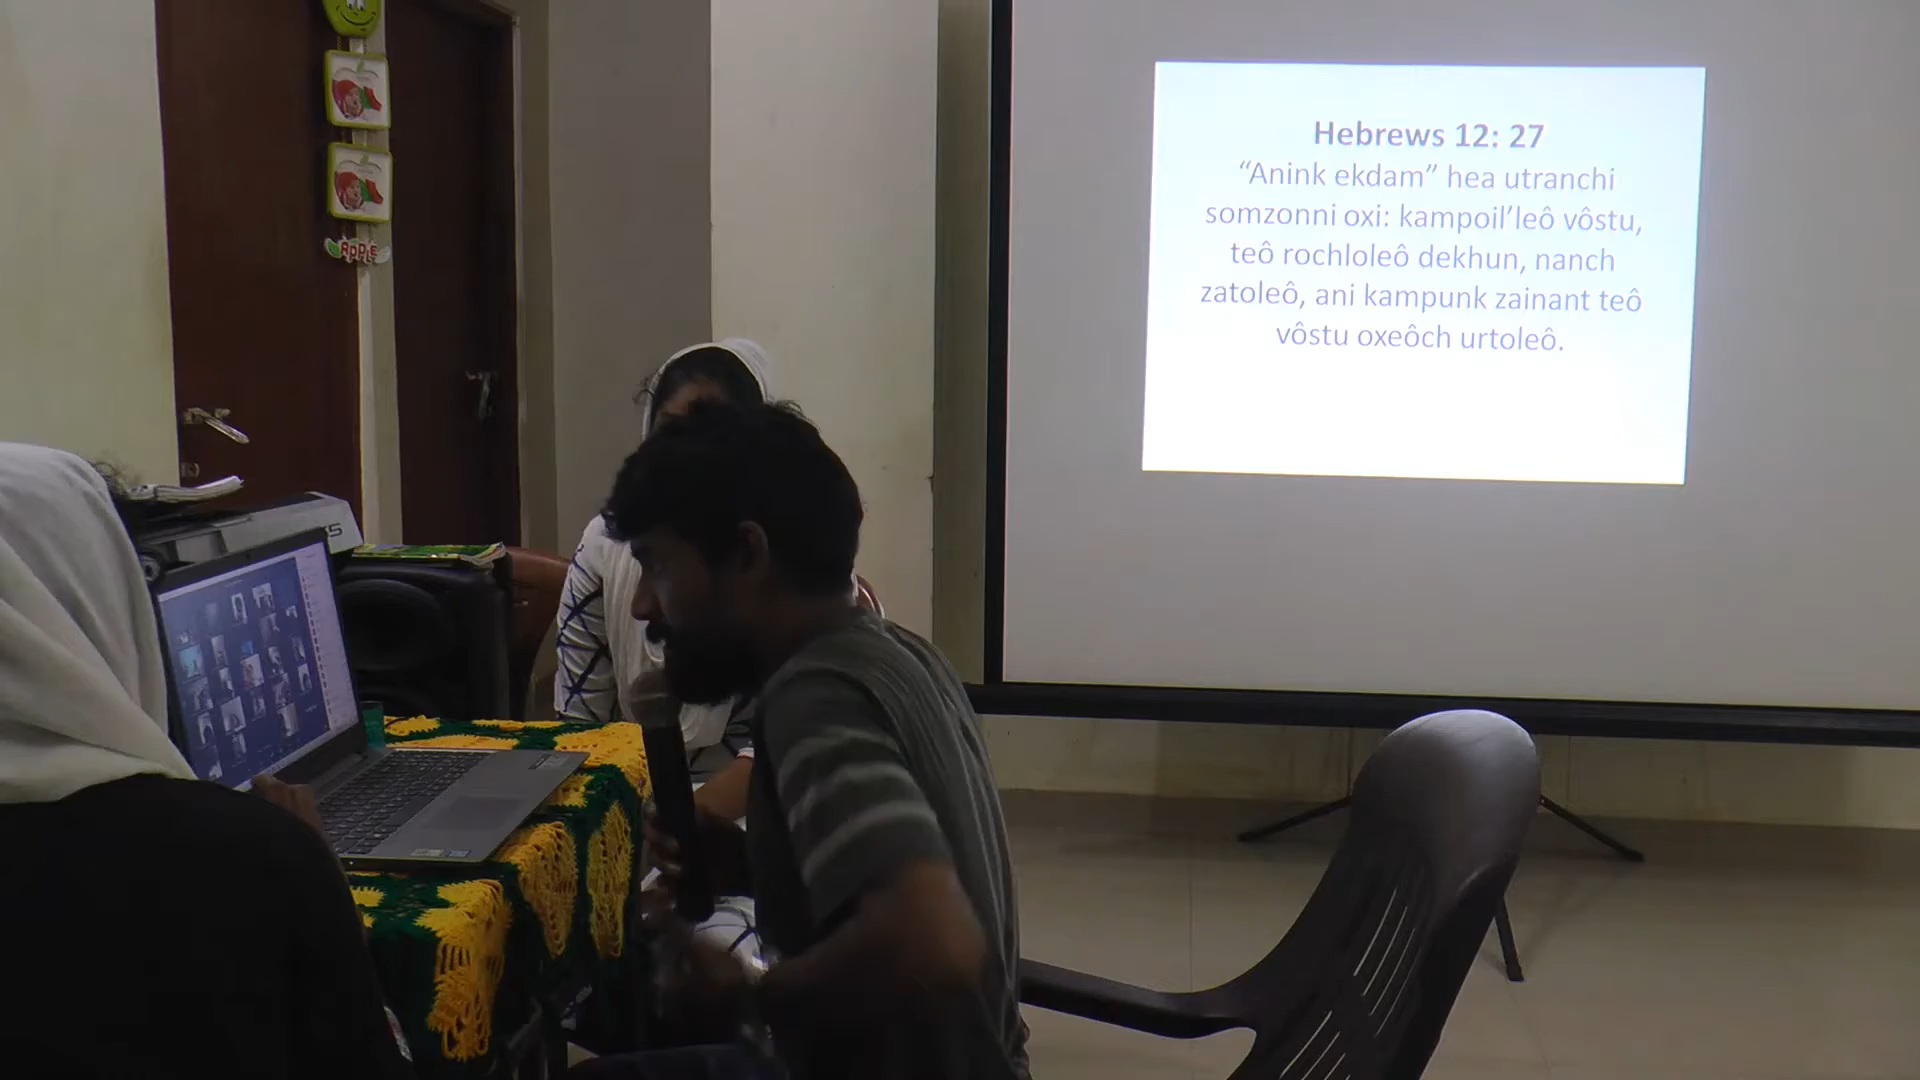 Hebrews 12: 27
“Anink ekdam” hea utranchi
somzonni oxi: kampoil’leô vôstu,
teô rochloleô dekhun, nanch
zatoleô, ani kampunk zainant teô
vôstu oxeôch urtoleô.
APPLE